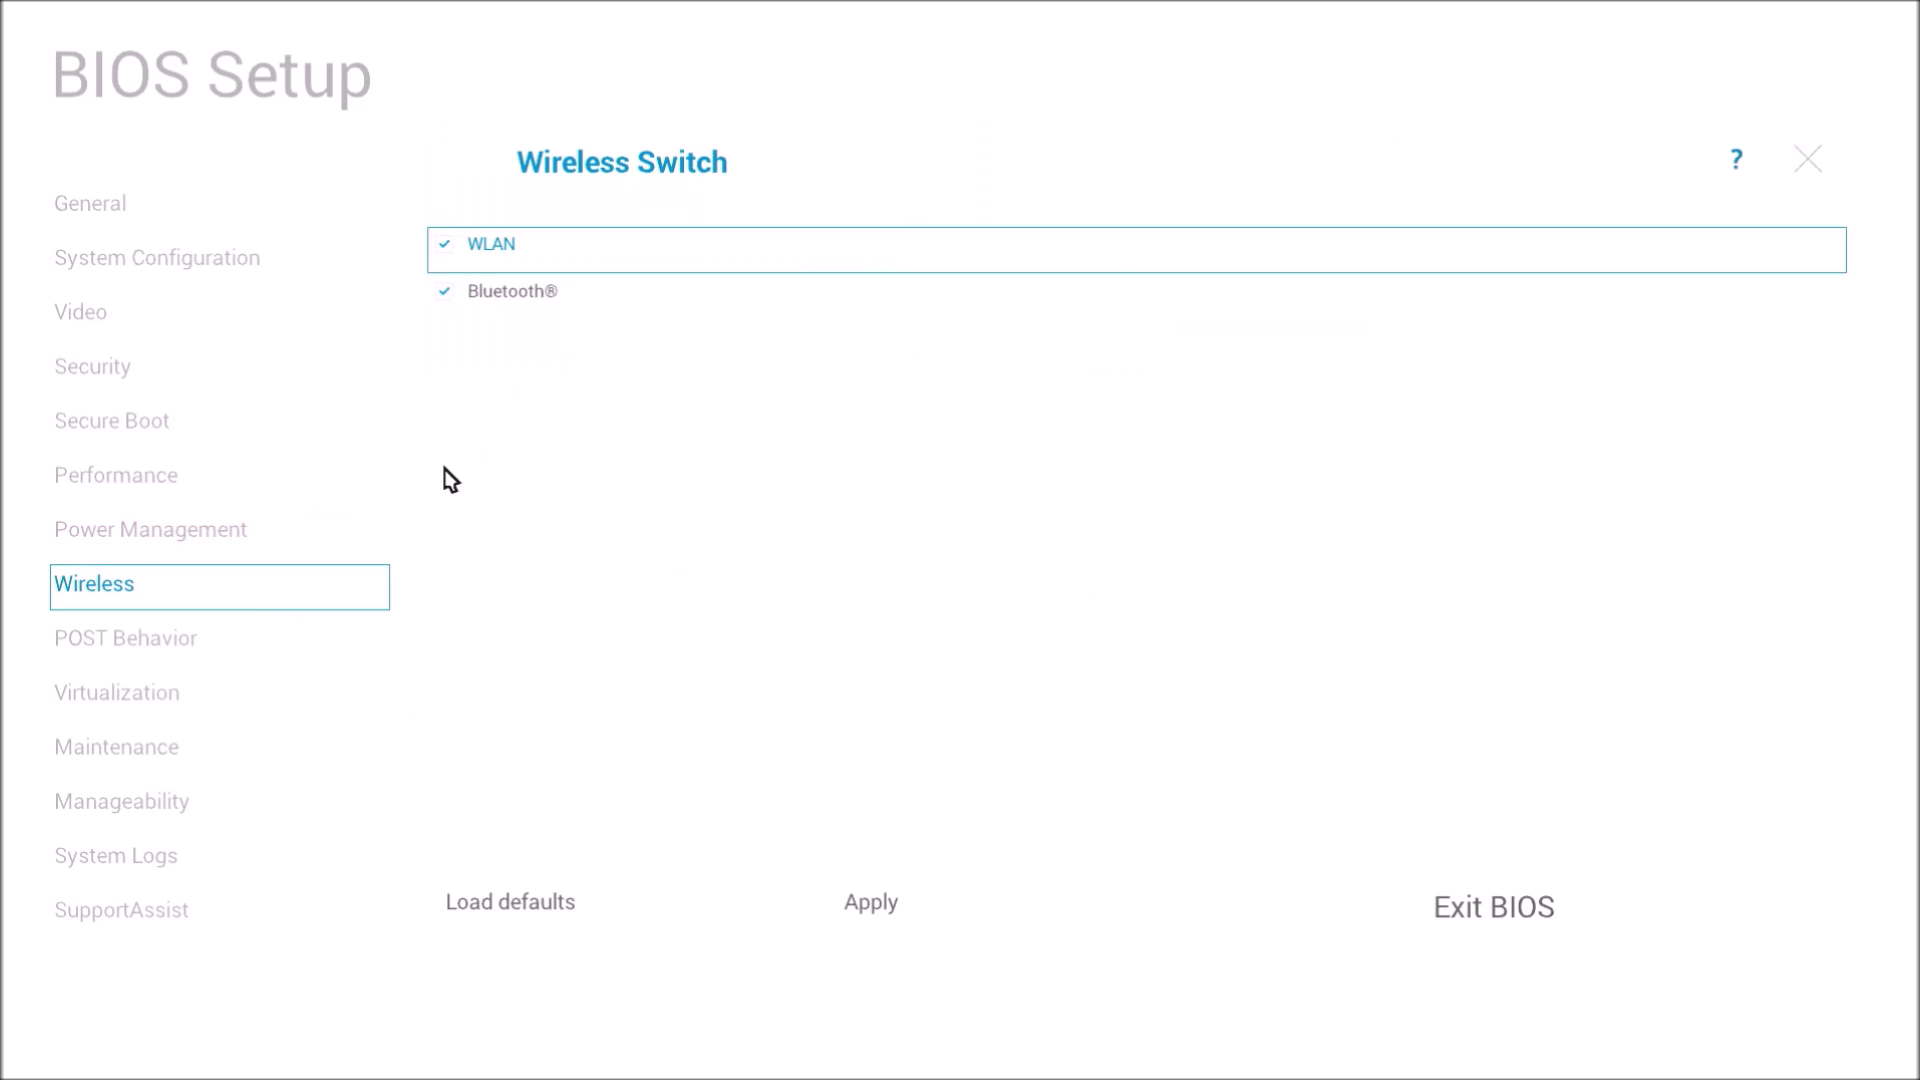 BIOS Setup
Wireless Switch
?
General
WLAN
System Configuration
Bluetooth®
Video
Security
Secure Boot
Performance
Power Management
Wireless
POST Behavior
Virtualization
Maintenance
Manageability
System Logs
SupportAssist
Load defaults
Apply
Exit BIOS